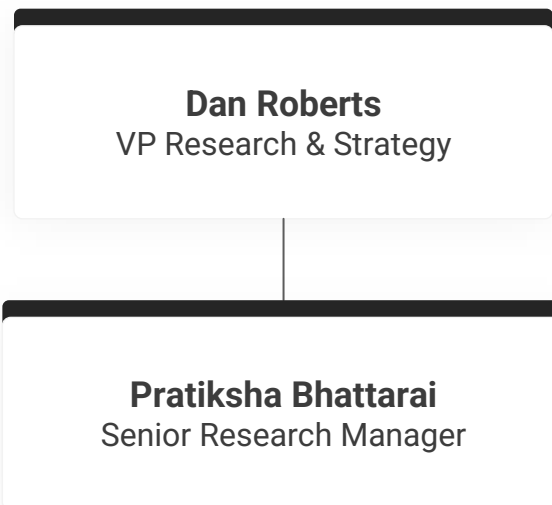 Dan Roberts
VP Research & Strategy
Pratiksha Bhattarai
Senior Research Manager